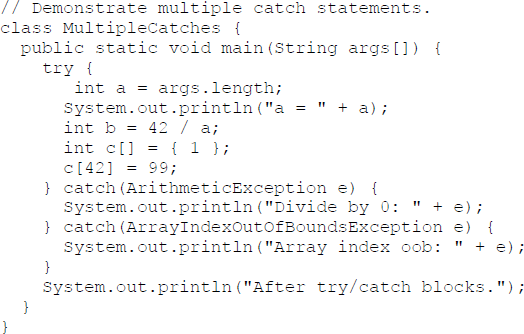 // Demonstrate multiple catch statements.
class MultipleCatches {
  public static void main(String args[]) {
    try {
       int a = args.length;
      System.out.println("a = " + a);
      int b = 42 / a;
      int c[] = { 1 };
      c[42] = 99;
    } catch(ArithmeticException e) {
      System.out.println("Divide by 0: " + e);
    } catch(ArrayIndexOutOfBoundsException e) {
      System.out.println("Array index oob: " + e);
    }
    System.out.println("After try/catch blocks.");
  }
}